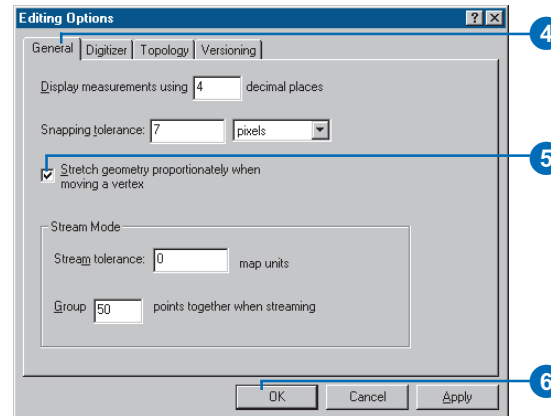 Editing Options
? ×
4
General Digitizer Topology Versioning
Display measurements using 4 decimal places
Snapping tolerance: 7 pixels
5
Stretch geometry proportionately when
moving a vertex
Stream Mode
Stream tolerance: 0 map units
Group 50 points together when streaming
6
OK Cancel Apply